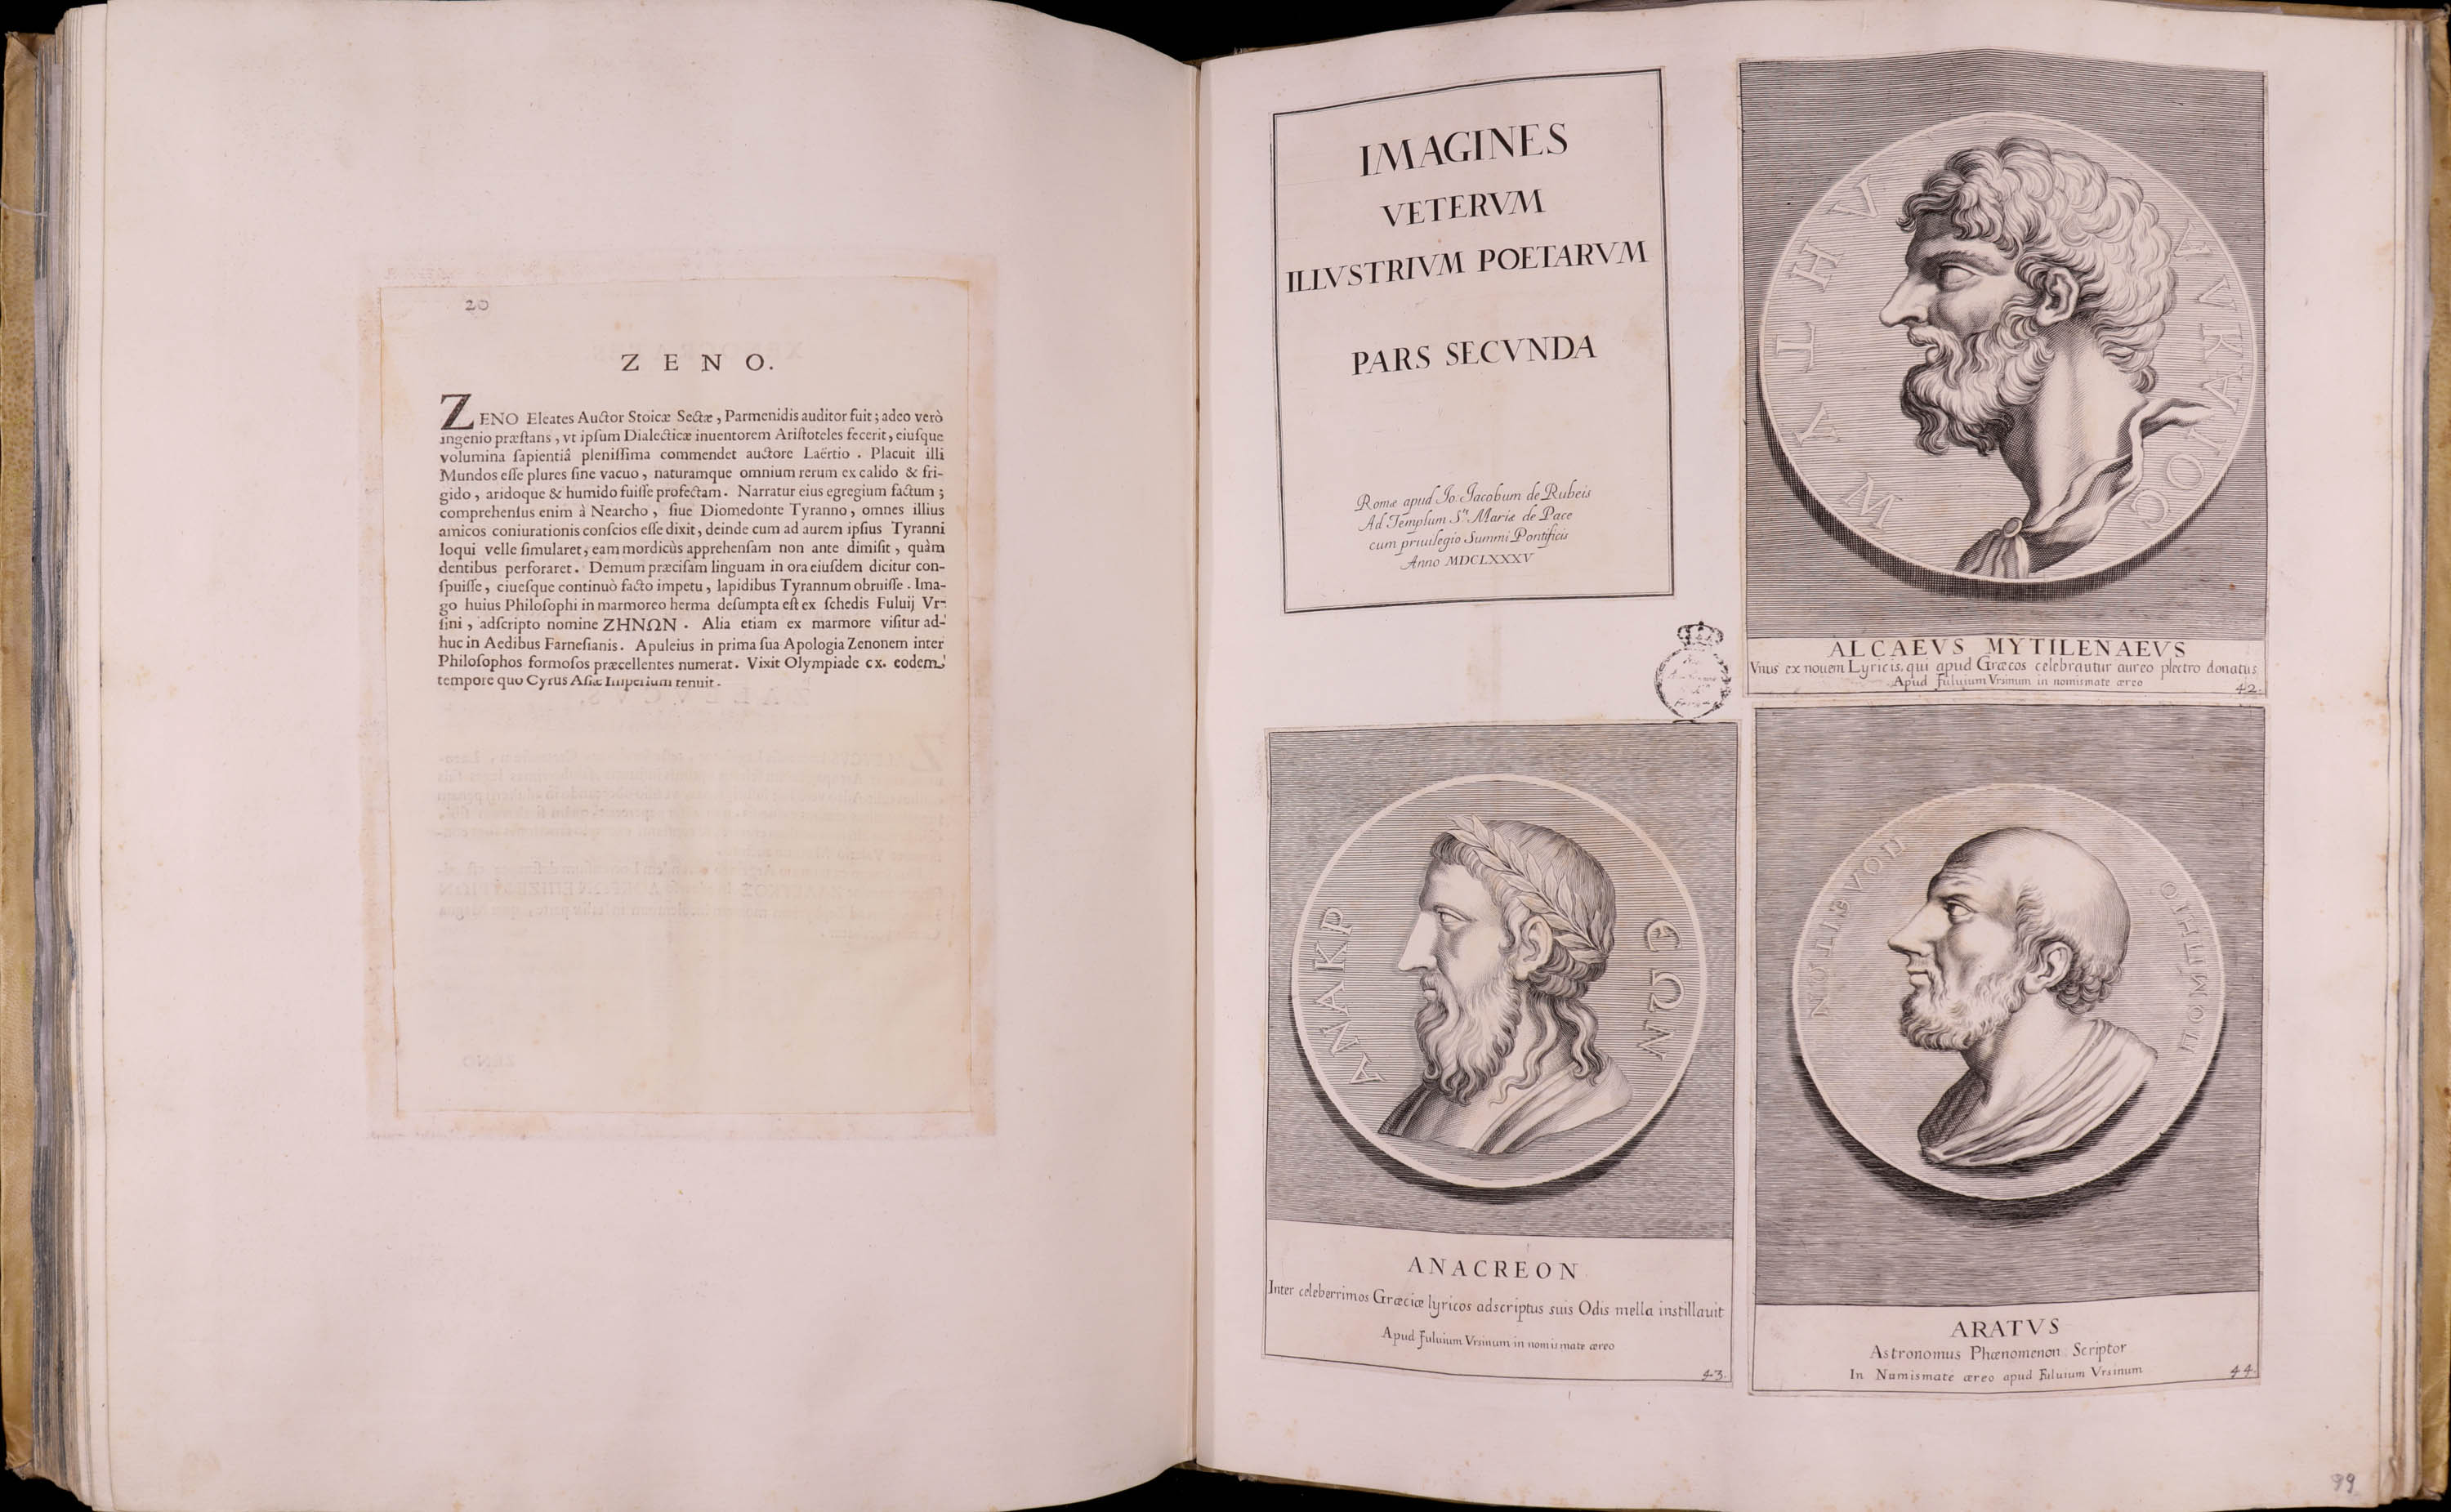 20
ZENO.
ZENO Eleates Auctor Stoicæ Sectæ, Parmenidis auditor fuit; adeo verò
ingenio præſtans, vt ipſum Dialecticæ inuentorem Ariſtoteles fecerit, eiuſque
volumina ſapientiâ pleniſſima commendet auctore Laërtio. Placuit illi
Mundos eſſe plures ſine vacuo, naturamque omnium rerum ex calido & fri-
gido, aridoque & humido fuiſſe profectam. Narratur eius egregium factum;
comprehenſus enim à Nearcho, ſiue Diomedonte Tyranno, omnes illius
amicos coniurationis conſcios eſſe dixit, deinde cum ad aurem ipſius Tyranni
loqui velle ſimularet, eam mordicùs apprehenſam non ante dimiſit, quàm
dentibus perforaret. Demum præciſam linguam in ora eiuſdem dicitur con-
ſpuiſſe, ciueſque continuò facto impetu, lapidibus Tyrannum obruiſſe. Ima-
go huius Philoſophi in marmoreo herma deſumpta eſt ex ſchedis Fuluij Vr-
ſini, adſcripto nomine ZHNΩN. Alia etiam ex marmore viſitur ad-
huc in Aedibus Farneſianis. Apuleius in prima ſua Apologia Zenonem inter
Philoſophos formoſos præcellentes numerat. Vixit Olympiade cx. eodem
tempore quo Cyrus Aſiæ Imperium tenuit.
IMAGINES
VETERVM
ILLVSTRIVM POETARVM
PARS SECVNDA
Romæ apud Io. Jacobum de Rubeis
Ad Templum S.ᵗᵉ Mariæ de Pace
cum priuilegio Summi Pontificis
Anno MDCLXXXV
MYTHV
ALCAEVS MYTILENAEVS
Vnus ex nouem Lyricis, qui apud Græcos celebrantur aureo plectro donatus
Apud fuluium Vrsinum in nomismate æreo
42.
ΑΝΑΚΡ ЄΩΝ
ANACREON
Inter celeberrimos Græciæ lyricos adscriptus suis Odis mella instillauit
Apud fuluium Vrsinum in nomismate æreo
43.
ARATVS
Astronomus Phænomenon Scriptor
In Numismate æreo apud Fuluium Vrsinum
44.
99